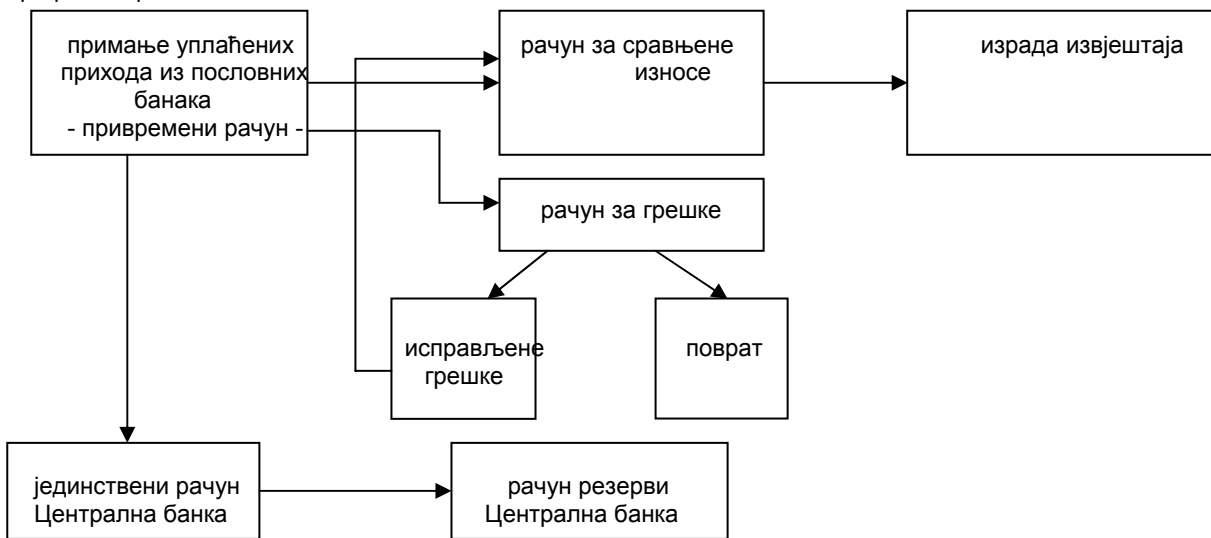 примање уплаћених
прихода из пословних
банака
- привремени рачун -
рачун за сравњене
износе
израда извјештаја
рачун за грешке
исправљене
грешке
поврат
јединствени рачун
Централна банка
рачун резерви
Централна банка